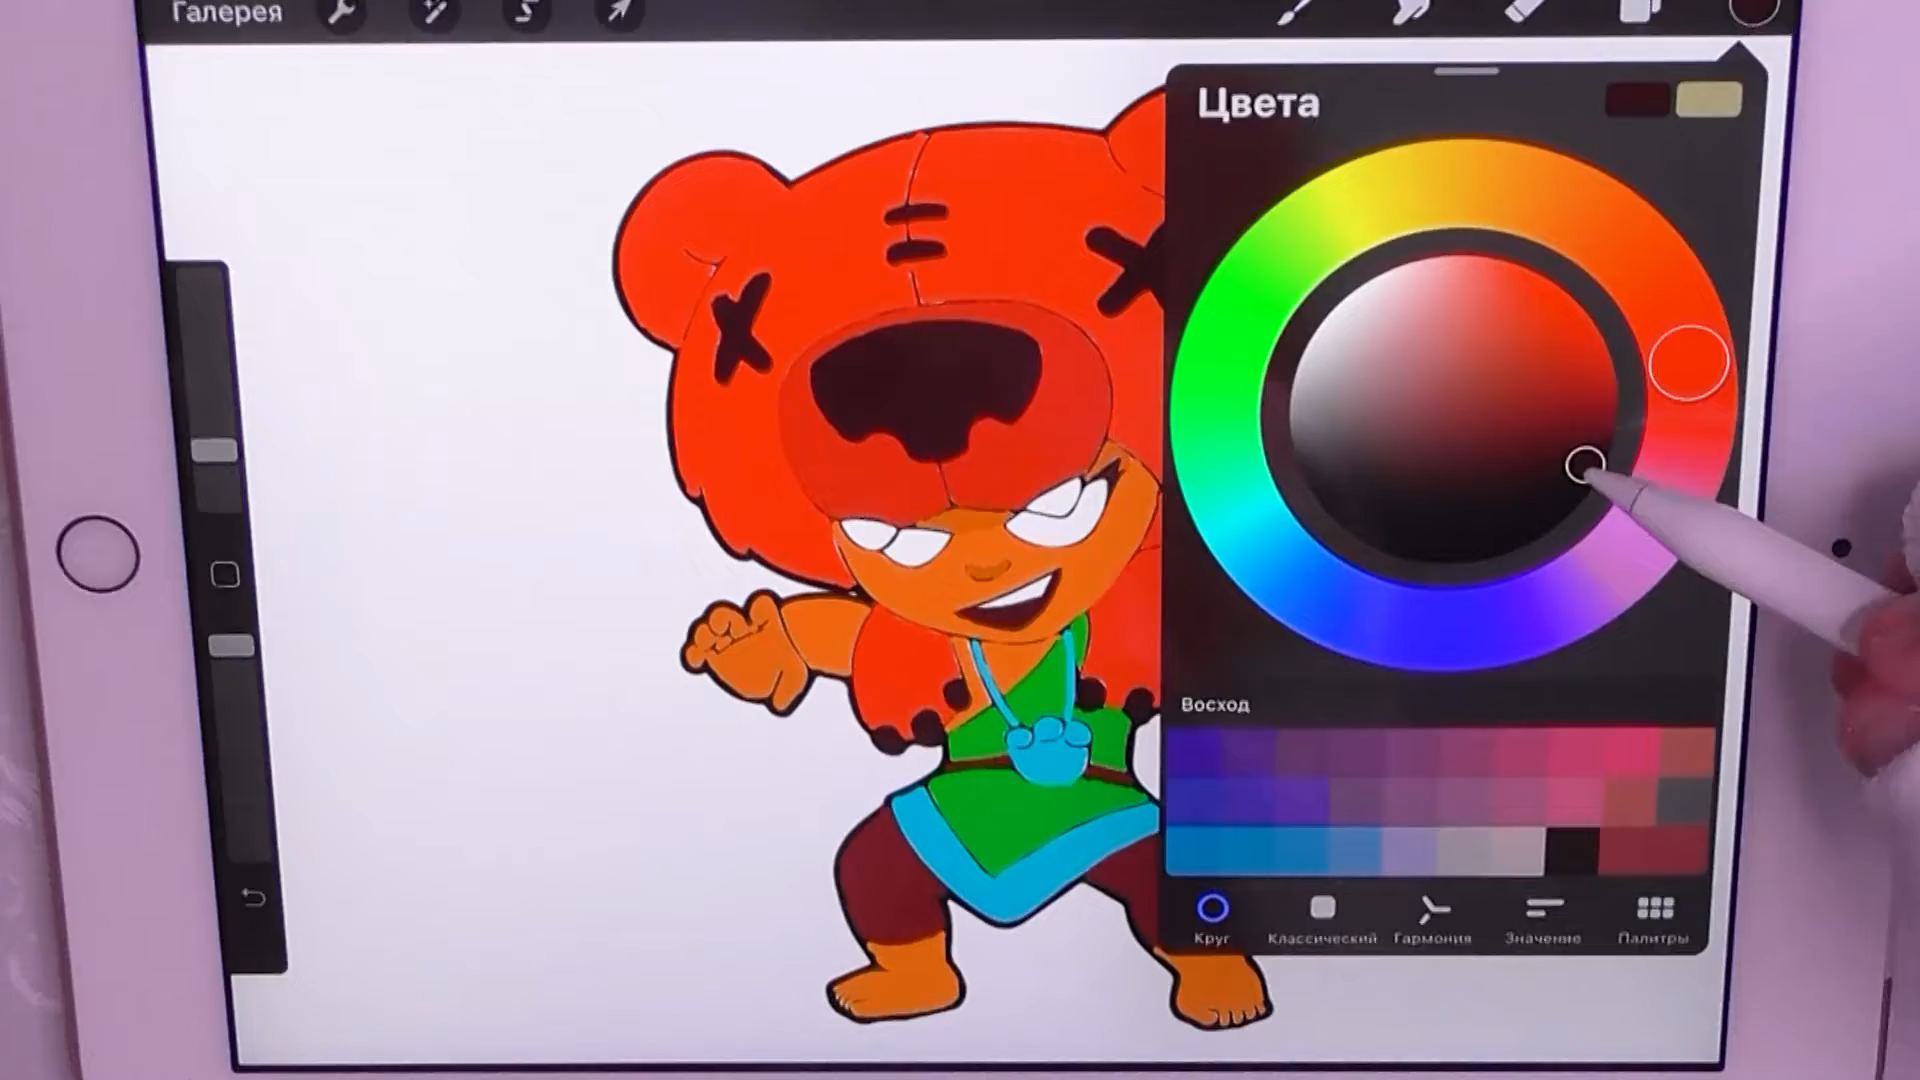 Галерея
Цвета
Восход
Круг
Классический
Гармония
Значение
Палитры